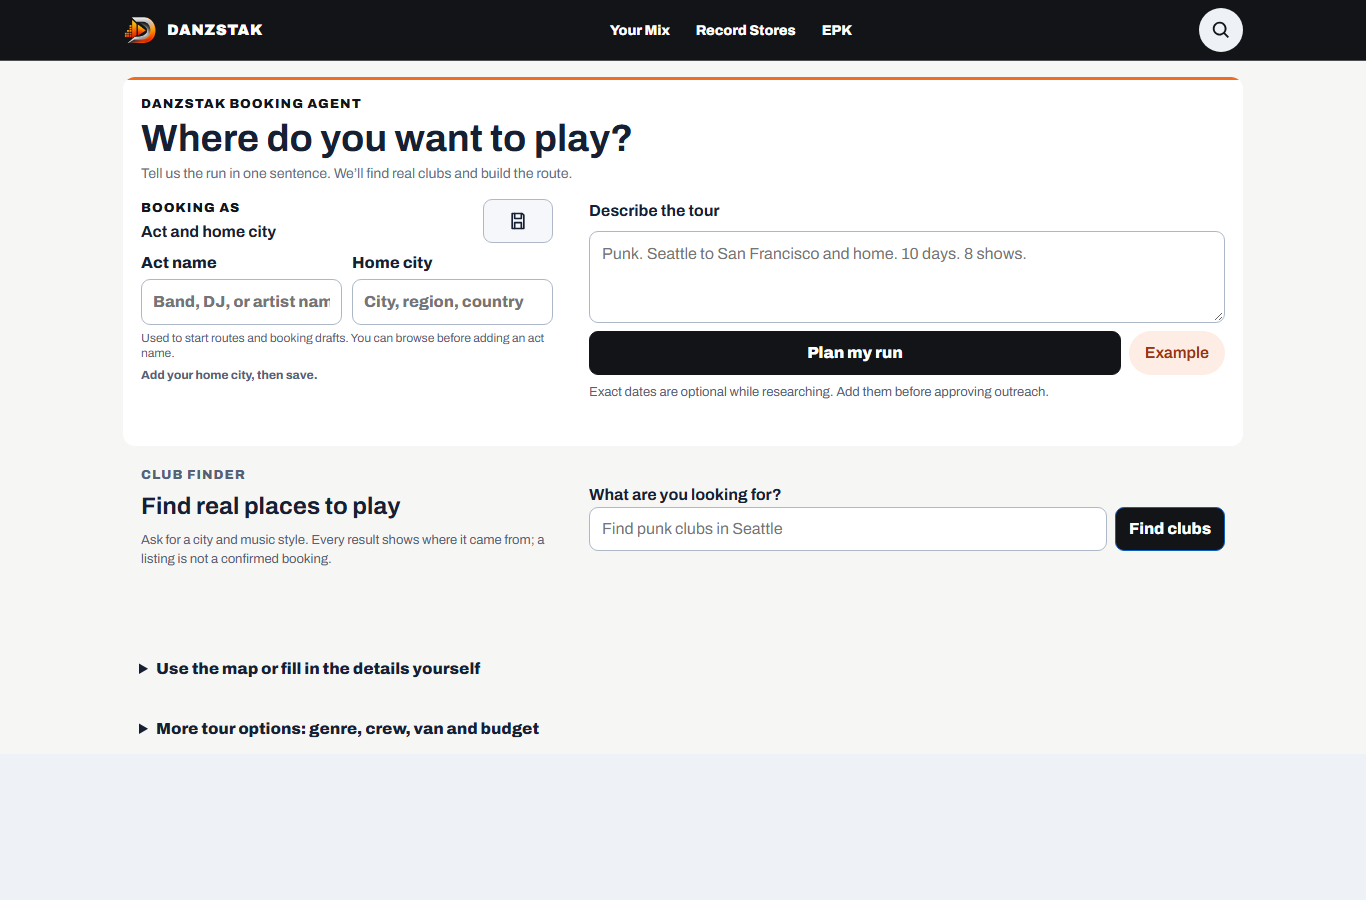 DANZSTAK
Your Mix
Record Stores
EPK
DANZSTAK BOOKING AGENT
Where do you want to play?
Tell us the run in one sentence. We'll find real clubs and build the route.
BOOKING AS
Act and home city
Act name
Home city
Band, DJ, or artist nam
City, region, country
Used to start routes and booking drafts. You can browse before adding an act
name.
Add your home city, then save.
Describe the tour
Punk. Seattle to San Francisco and home. 10 days. 8 shows.
Plan my run
Example
Exact dates are optional while researching. Add them before approving outreach.
CLUB FINDER
Find real places to play
Ask for a city and music style. Every result shows where it came from; a
listing is not a confirmed booking.
What are you looking for?
Find punk clubs in Seattle
Find clubs
Use the map or fill in the details yourself
More tour options: genre, crew, van and budget